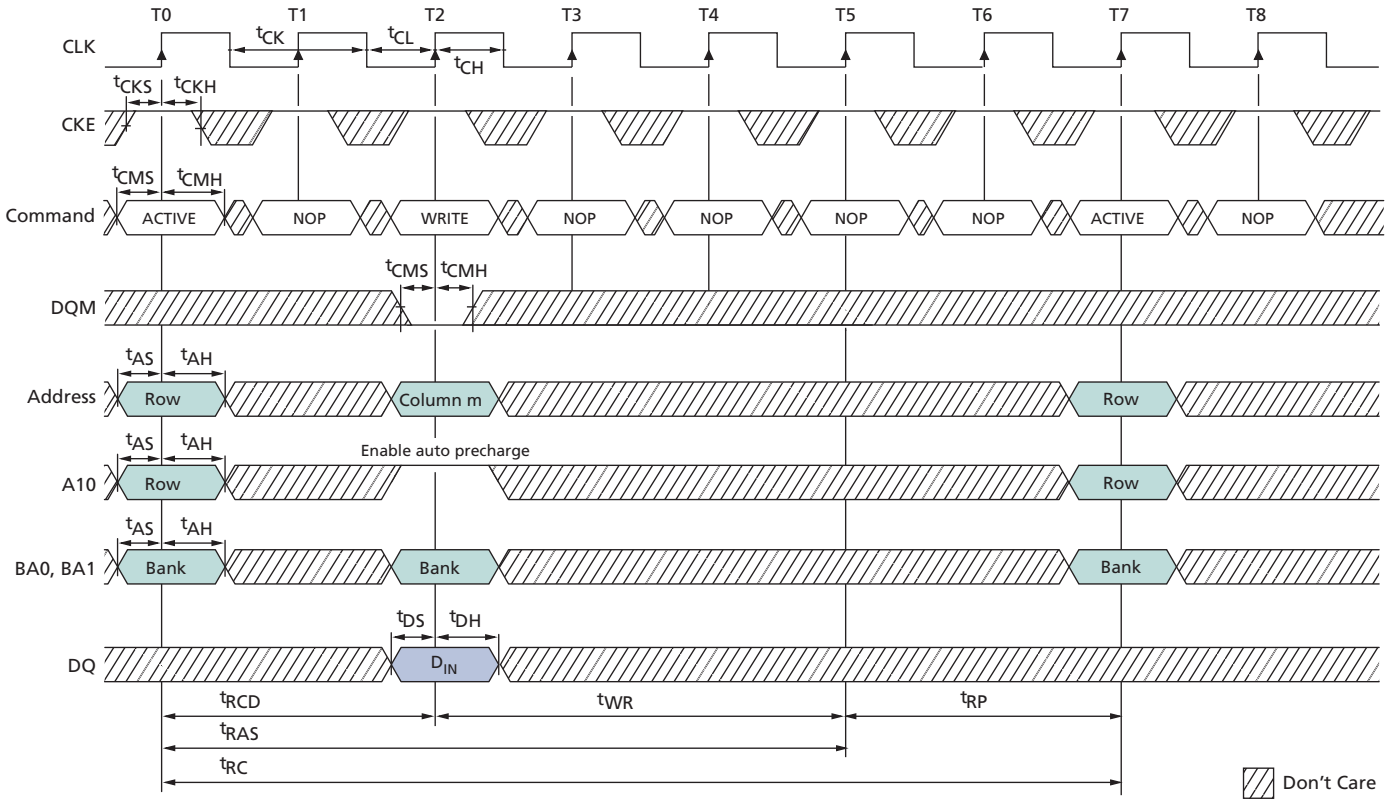 T0 T1 T2 T3 T4 T5 T6 T7 T8
CLK
tCK tCL
tCH
tCKS tCKH
CKE
tCMS tCMH
Command ACTIVE NOP WRITE NOP NOP NOP NOP ACTIVE NOP
tCMS tCMH
DQM
tAS tAH
Address Row Column m Row
tAS tAH Enable auto precharge
A10 Row Row
tAS tAH
BA0, BA1 Bank Bank Bank
tDS tDH
DQ DIN
tRCD tWR tRP
tRAS
tRC
Don't Care